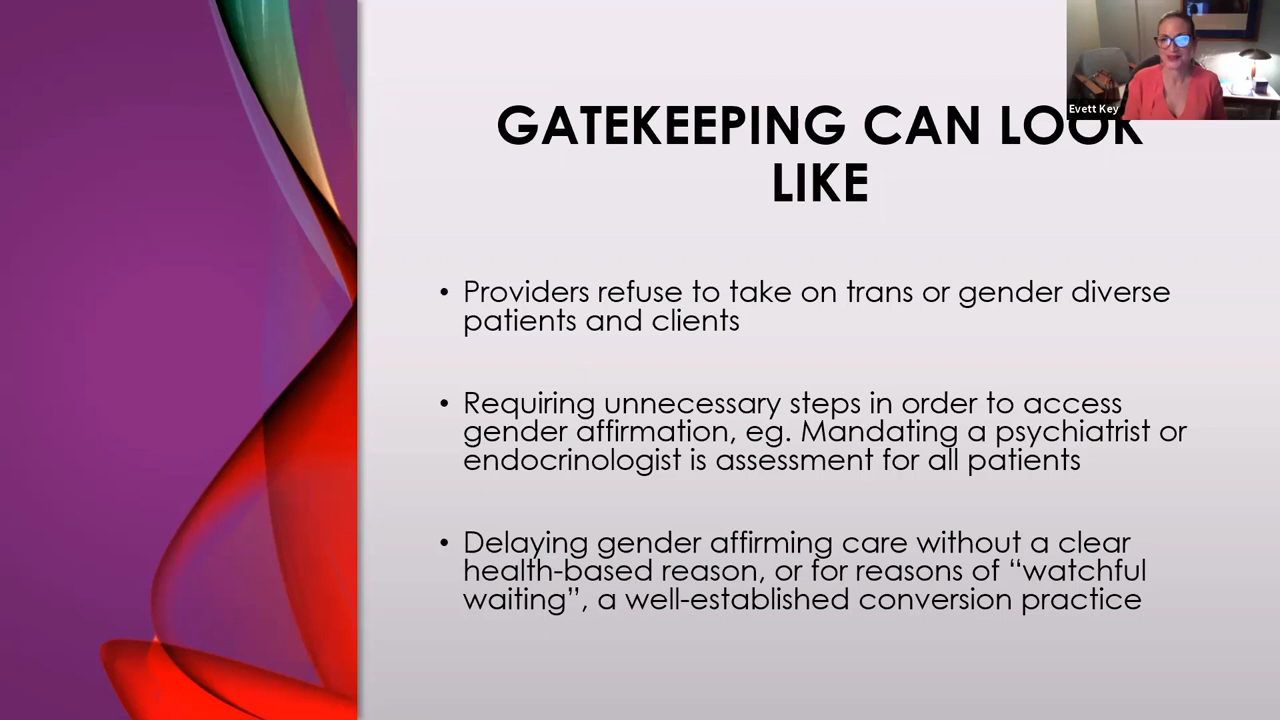 Evett Key
GATEKEEPING CAN LOOK
LIKE
• Providers refuse to take on trans or gender diverse
patients and clients
• Requiring unnecessary steps in order to access
gender affirmation, eg. Mandating a psychiatrist or
endocrinologist is assessment for all patients
• Delaying gender affirming care without a clear
health-based reason, or for reasons of “watchful
waiting”, a well-established conversion practice